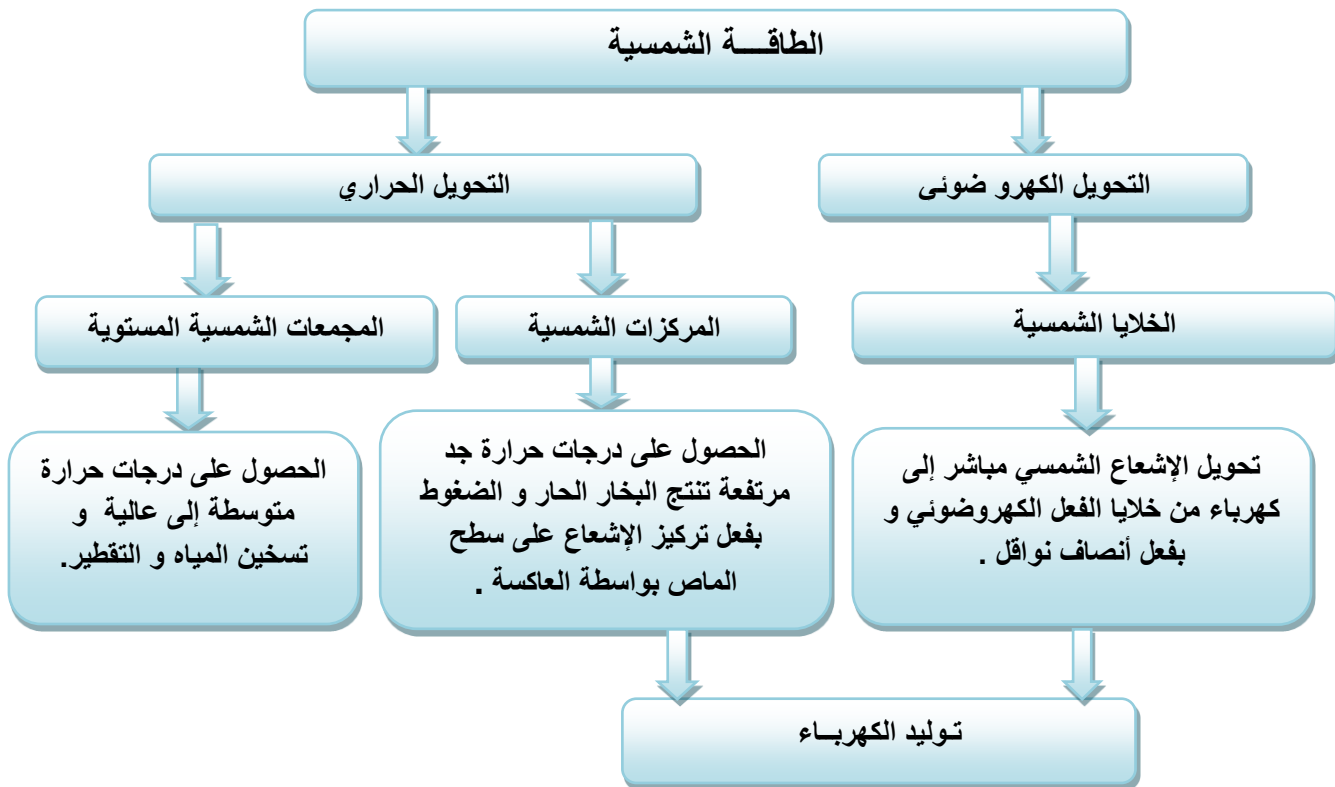 الطاقـــة الشمسية
التحويل الكهرو ضوئى
التحويل الحراري
الخلايا الشمسية
المركزات الشمسية
المجمعات الشمسية المستوية
تحويل الإشعاع الشمسي مباشر إلى
كهرباء من خلايا الفعل الكهروضوئي و
بفعل أنصاف نواقل .
الحصول على درجات حرارة جد
مرتفعة تنتج البخار الحار و الضغوط
بفعل تركيز الإشعاع على سطح
الماص بواسطة العاكسة .
الحصول على درجات حرارة
متوسطة إلى عالية و
تسخين المياه و التقطير.
تـوليد الكهربــاء